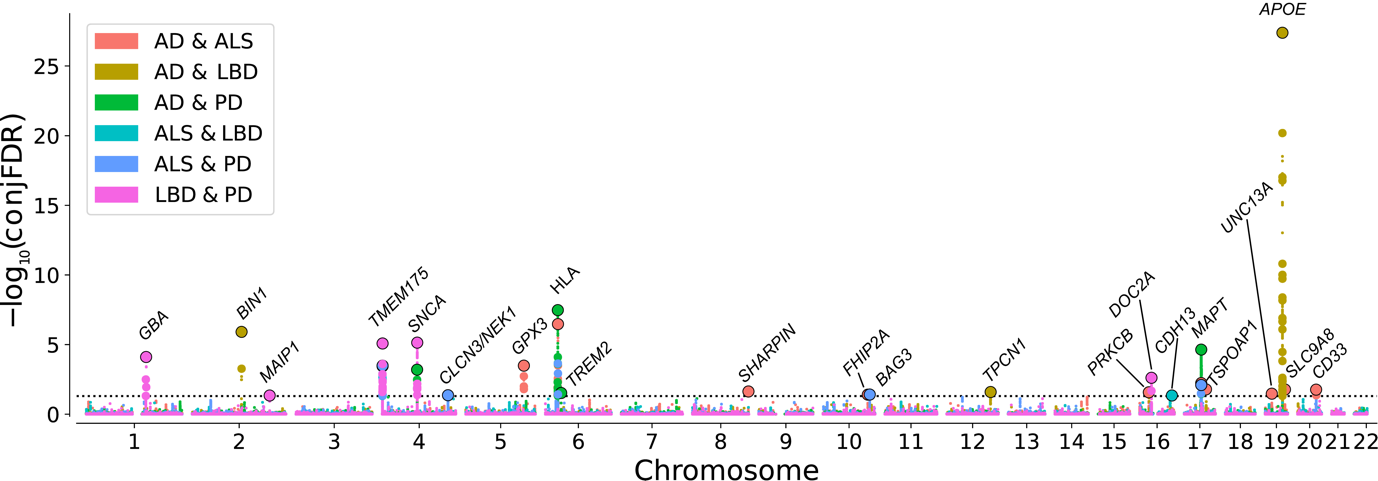 APOE
AD & ALS
AD & LBD
AD & PD
ALS & LBD
ALS & PD
LBD & PD
−log10(conjFDR)
25
20
15
10
5
0
GBA
BIN1
MAIP1
TMEM175
SNCA
CLCN3/NEK1
GPX3
HLA
TREM2
SHARPIN
FHIP2A
BAG3
TPCN1
PRKCB
DOC2A
CDH13
MAPT
TSPOAP1
UNC13A
SLC9A8
CD33
1 2 3 4 5 6 7 8 9 10 11 12 13 14 15 16 17 18 19 20 21 22
Chromosome